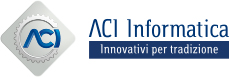 ACI
ACI Informatica
Innovativi per tradizione